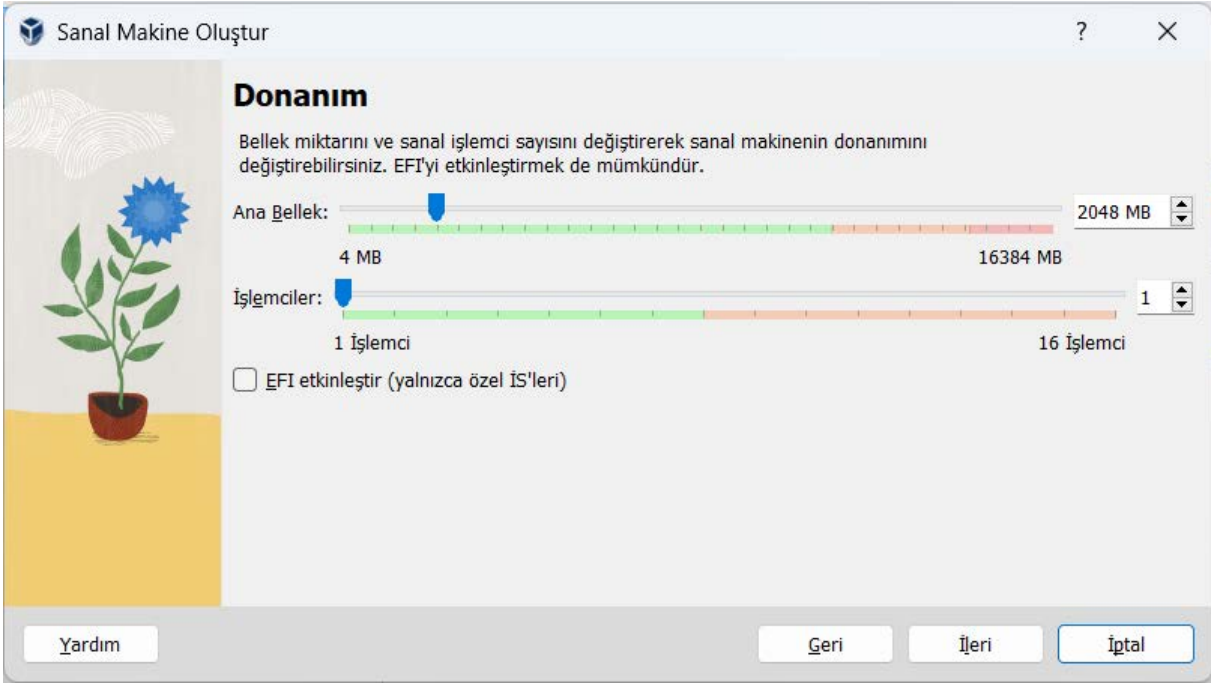 Sanal Makine Oluştur ?
Donanım
Bellek miktarını ve sanal işlemci sayısını değiştirerek sanal makinenin donanımını
değiştirebilirsiniz. EFI'yi etkinleştirmek de mümkündür.
Ana Bellek: 2048 MB
4 MB 16384 MB
İşlemciler: 1
1 İşlemci 16 İşlemci
EFI etkinleştir (yalnızca özel İS'leri)
Yardım Geri İleri İptal